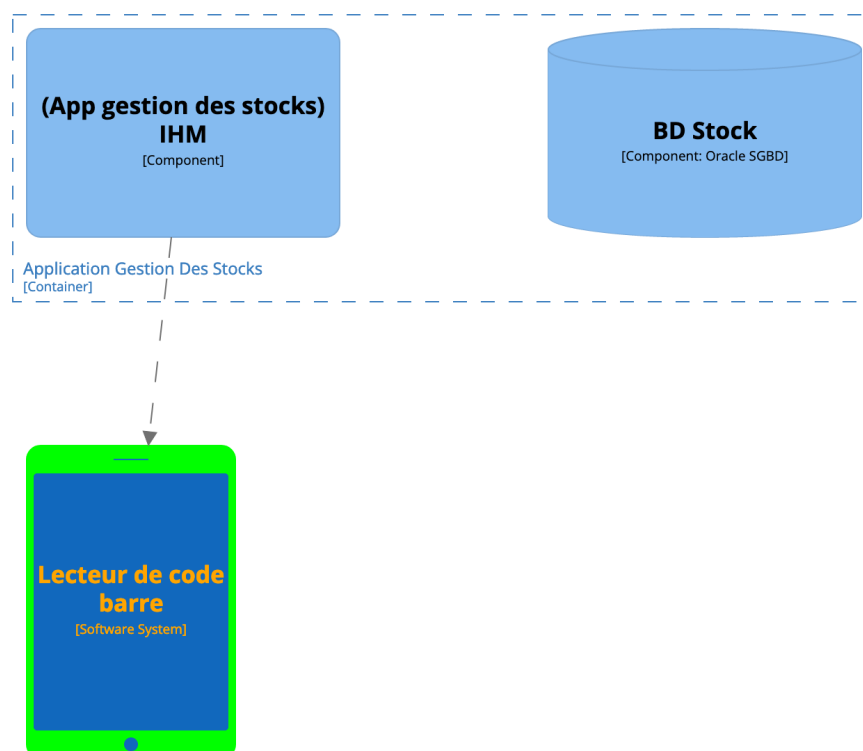 (App gestion des stocks)
IHM
[Component]
BD Stock
[Component: Oracle SGBD]
Application Gestion Des Stocks
[Container]
Lecteur de code
barre
[Software System]